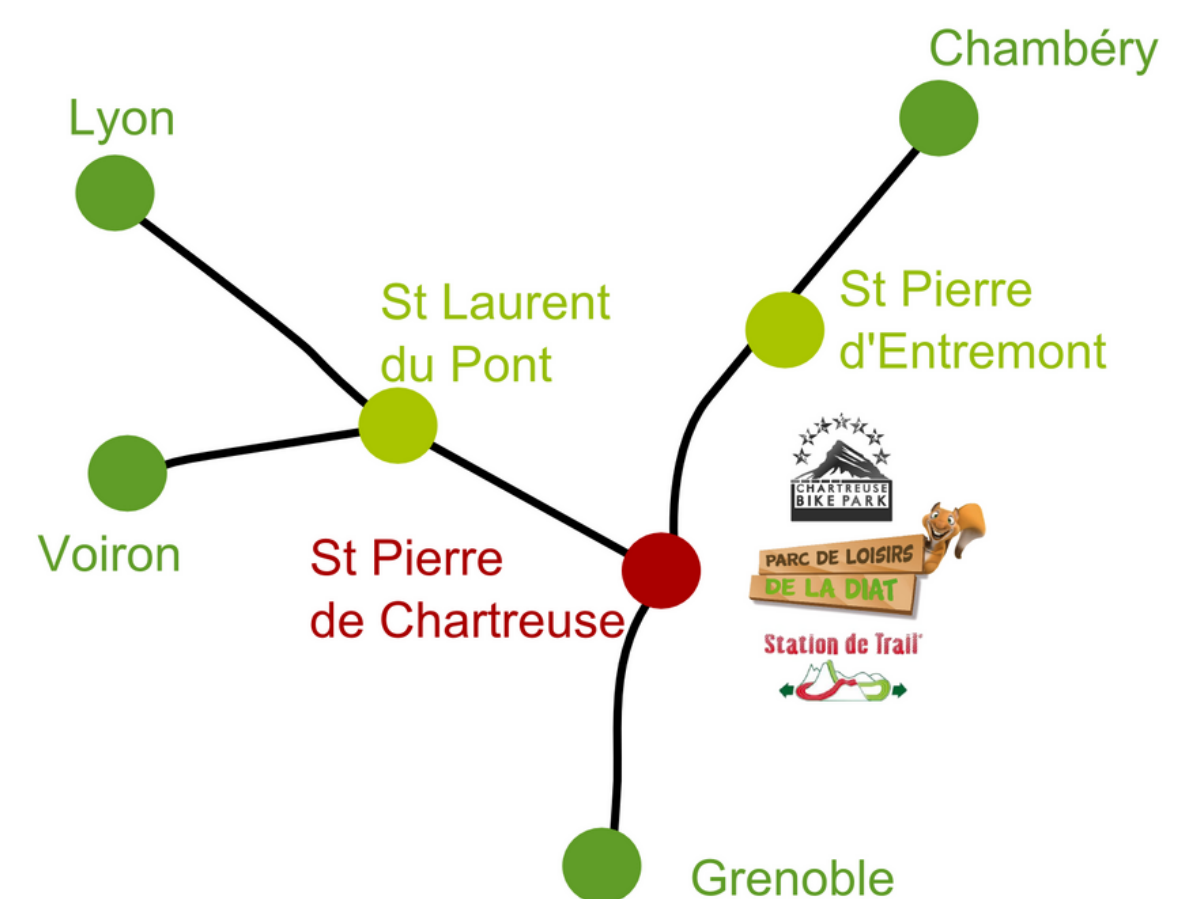 Chambéry
Lyon
St Laurent
du Pont
St Pierre
d'Entremont
CHARTREUSE
BIKE PARK
Voiron
St Pierre
de Chartreuse
PARC DE LOISIRS
DE LA DIAT
Station de Trail
Grenoble